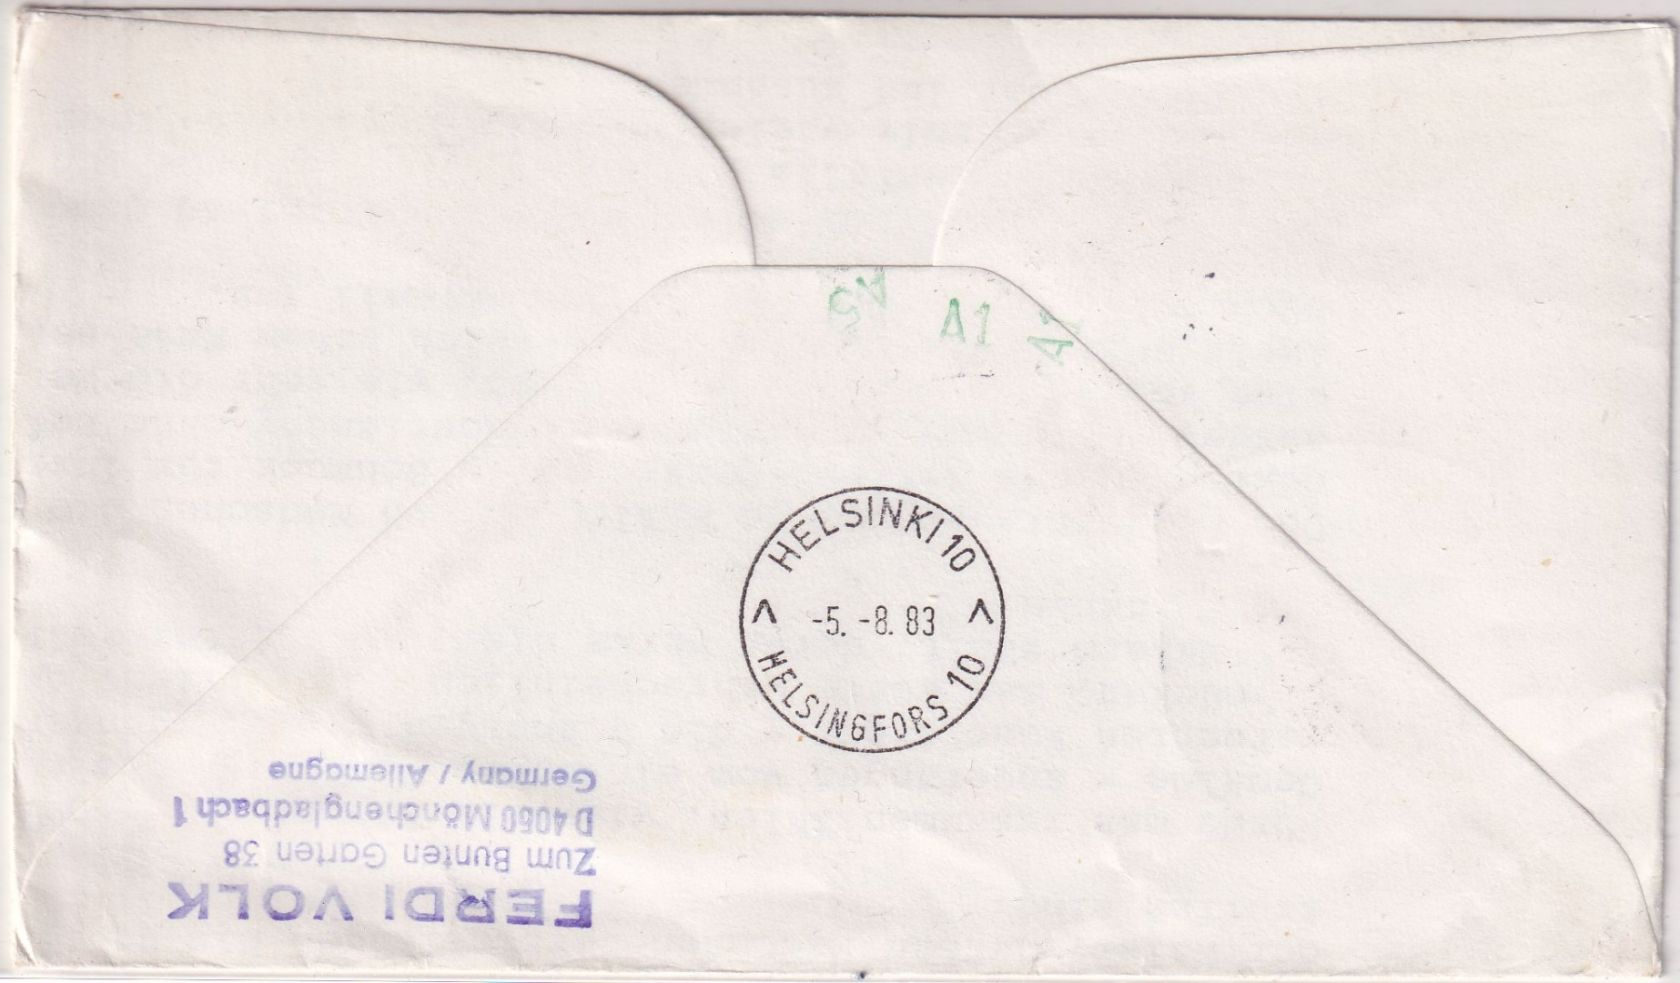 A1
A1
HELSINKI 10
-5. -8. 83
HELSINGFORS 10
FERDI VOLK
Zum Bunten Garten 38
D 4050 Mönchengladbach 1
Germany / Allemagne